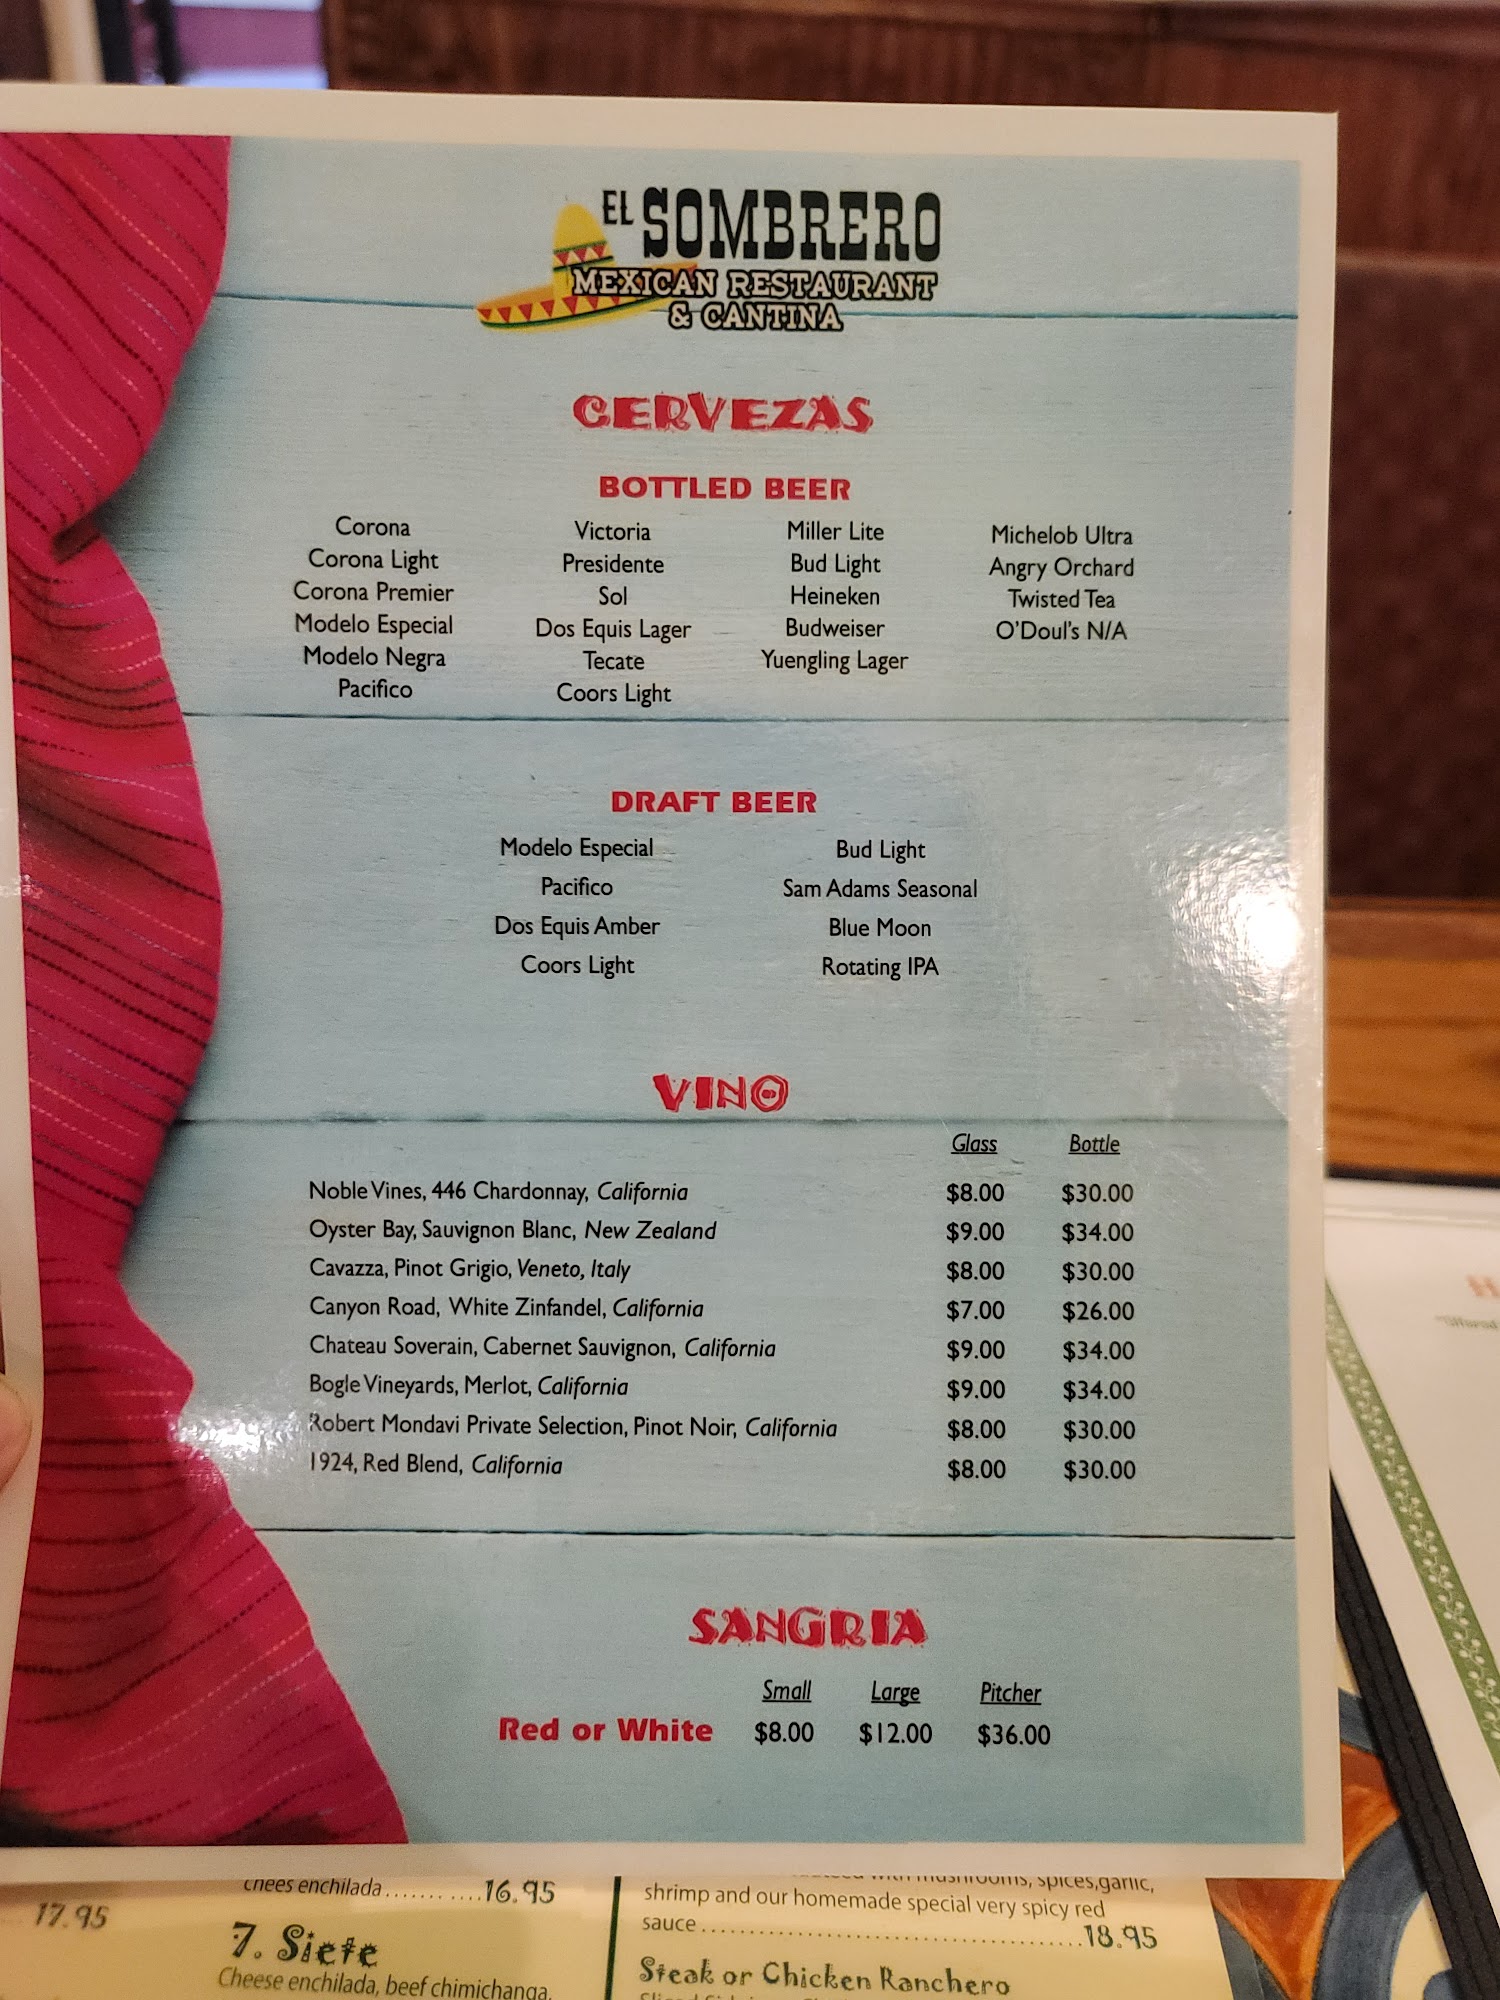 EL SOMBRERO
MEXICAN RESTAURANT
& CANTINA
CERVEZAS
BOTTLED BEER
Corona
Corona Light
Corona Premier
Modelo Especial
Modelo Negra
Pacifico
Victoria
Presidente
Sol
Dos Equis Lager
Tecate
Coors Light
Miller Lite
Bud Light
Heineken
Budweiser
Yuengling Lager
Michelob Ultra
Angry Orchard
Twisted Tea
O'Doul's N/A
DRAFT BEER
Modelo Especial
Pacifico
Dos Equis Amber
Coors Light
Bud Light
Sam Adams Seasonal
Blue Moon
Rotating IPA
VINO
Glass Bottle
Noble Vines, 446 Chardonnay, California $8.00 $30.00
Oyster Bay, Sauvignon Blanc, New Zealand $9.00 $34.00
Cavazza, Pinot Grigio, Veneto, Italy $8.00 $30.00
Canyon Road, White Zinfandel, California $7.00 $26.00
Chateau Soverain, Cabernet Sauvignon, California $9.00 $34.00
Bogle Vineyards, Merlot, California $9.00 $34.00
Robert Mondavi Private Selection, Pinot Noir, California $8.00 $30.00
1924, Red Blend, California $8.00 $30.00
SANGRIA
Small Large Pitcher
Red or White $8.00 $12.00 $36.00
17.95
chees enchilada..........16.95
7. Siete
Cheese enchilada, beef chimichanga,
mushrooms, spices,garlic,
shrimp and our homemade special very spicy red
sauce......................................18.95
Steak or Chicken Ranchero